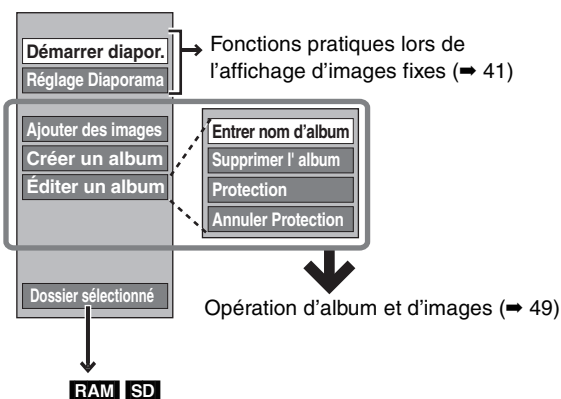 Démarrer diapor.
Réglage Diaporama
Fonctions pratiques lors de
l'affichage d'images fixes (➡ 41)
Ajouter des images
Créer un album
Éditer un album
Entrer nom d'album
Supprimer l' album
Protection
Annuler Protection
Dossier sélectionné
Opération d'album et d'images (➡ 49)
RAM SD